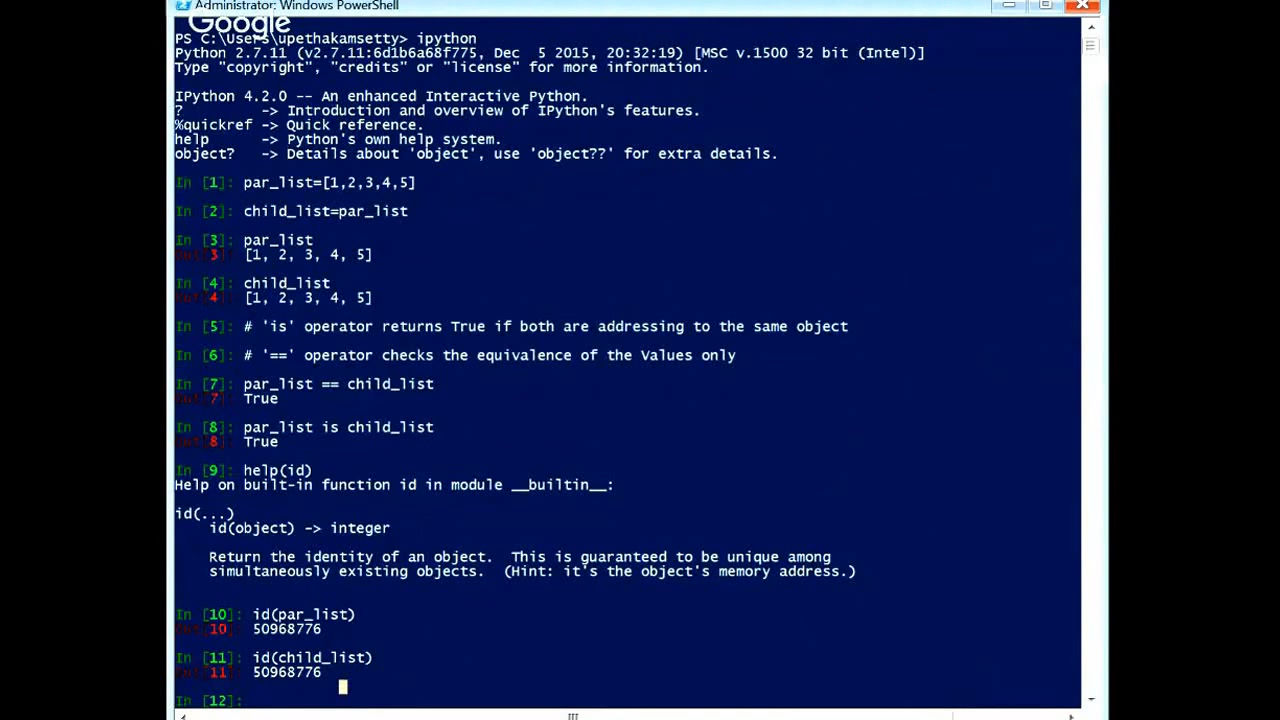 Administrator: Windows PowerShell
Google
PS C:\Users\upethakamsetti> ipython
Python 2.7.11 (v2.7.11:6d1b6a68f775, Dec  5 2015, 20:32:19) [MSC v.1500 32 bit (Intel)]
Type "copyright", "credits" or "license" for more information.
IPython 4.2.0 -- An enhanced Interactive Python.
?         -> Introduction and overview of IPython's features.
%quickref -> Quick reference.
help      -> Python's own help system.
object?   -> Details about 'object', use 'object??' for extra details.
In [1]: par_list=[1,2,3,4,5]
In [2]: child_list=par_list
In [3]: par_list
Out[3]: [1, 2, 3, 4, 5]
In [4]: child_list
Out[4]: [1, 2, 3, 4, 5]
In [5]: # 'is' operator returns True if both are addressing to the same object
In [6]: # '==' operator checks the equivalence of the Values only
In [7]: par_list == child_list
Out[7]: True
In [8]: par_list is child_list
Out[8]: True
In [9]: help(id)
Help on built-in function id in module __builtin__:
id(...)
id(object) -> integer
Return the identity of an object.  This is guaranteed to be unique among
simultaneously existing objects.  (Hint: it's the object's memory address.)
In [10]: id(par_list)
Out[10]: 50968776
In [11]: id(child_list)
Out[11]: 50968776
In [12]: